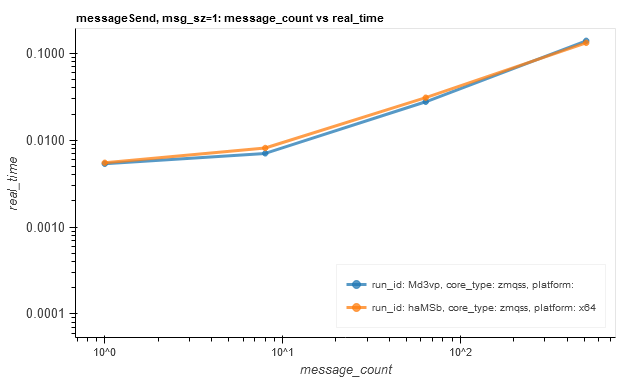 messageSend, msg_sz=1: message_count vs real_time
0.1000
0.0100
0.0010
0.0001
real_time
run_id: Md3vp, core_type: zmqss, platform:
run_id: haMSb, core_type: zmqss, platform: x64
10^0
10^1
10^2
message_count